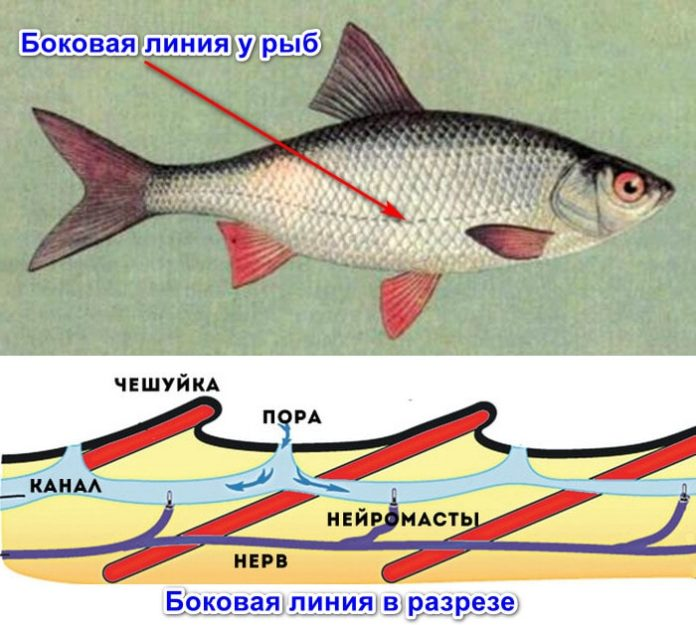 Боковая линия у рыб
ЧЕШУЙКА
ПОРА
КАНАЛ
НЕЙРОМАСТЫ
НЕРВ
Боковая линия в разрезе